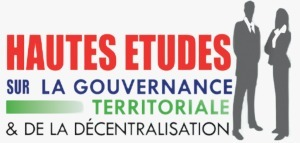 HAUTES ETUDES
SUR LA GOUVERNANCE
TERRITORIALE
& DE LA DÉCENTRALISATION